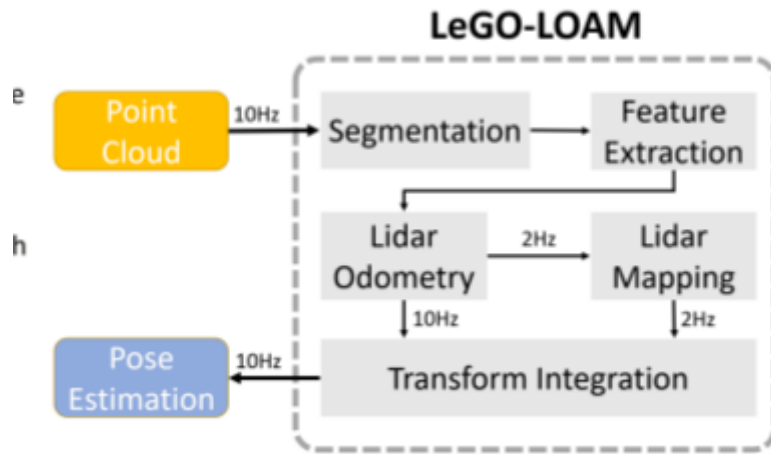 LeGO-LOAM
e
Point
Cloud
10Hz
Segmentation
Feature
Extraction
h
Lidar
Odometry
2Hz
Lidar
Mapping
10Hz
2Hz
Pose
Estimation
10Hz
Transform Integration